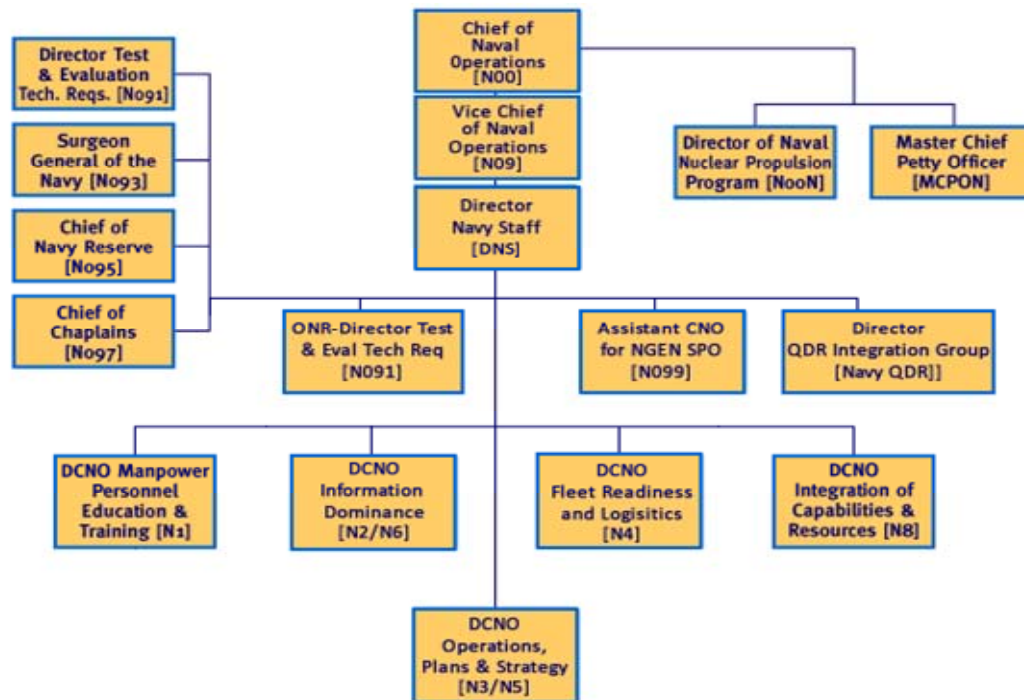 Chief of
Naval
Operations
[N00]
Director Test
& Evaluation
Tech. Reqs. [N091]
Vice Chief
of Naval
Operations
[N09]
Surgeon
General of the
Navy [N093]
Director of Naval
Nuclear Propulsion
Program [N00N]
Master Chief
Petty Officer
[MCPON]
Director
Navy Staff
[DNS]
Chief of
Navy Reserve
[N095]
Chief of
Chaplains
[N097]
ONR-Director Test
& Eval Tech Req
[N091]
Assistant CNO
for NGEN SPO
[N099]
Director
QDR Integration Group
[Navy QDR]]
DCNO Manpower
Personnel
Education &
Training [N1]
DCNO
Information
Dominance
[N2/N6]
DCNO
Fleet Readiness
and Logisitics
[N4]
DCNO
Integration of
Capabilities &
Resources [N8]
DCNO
Operations,
Plans & Strategy
[N3/N5]